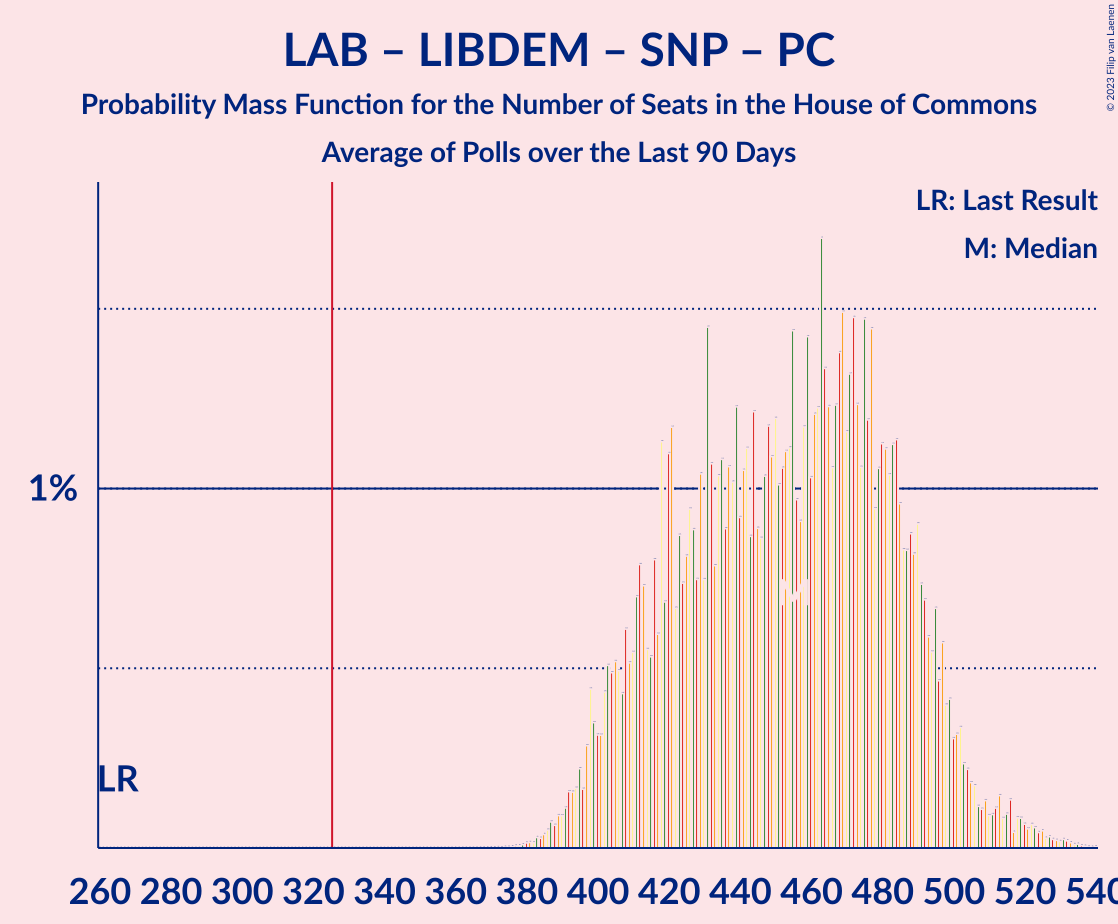 LAB – LIBDEM – SNP – PC
Probability Mass Function for the Number of Seats in the House of Commons
Average of Polls over the Last 90 Days
© 2023 Filip van Laenen
LR: Last Result
M: Median
1%
M
LR
260 280 300 320 340 360 380 400 420 440 460 480 500 520 540